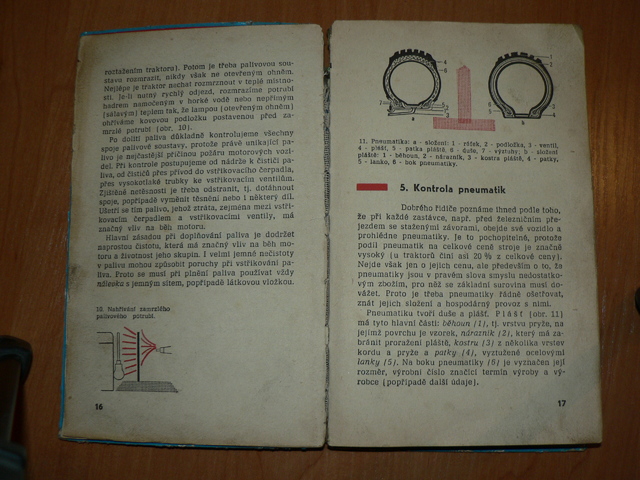 roztažením traktoru). Potom je třeba palivovou sou-
stavu rozmrazit, nikdy však ne otevřeným ohněm.
Nejlépe je traktor nechat rozmrznout v teplé místno-
sti. Je-li nutný rychlý odjezd, rozmrazíme potrubí
hadrem namočeným v horké vodě nebo nepřímým
(sálavým) teplem tak, že lampou (otevřeným ohněm)
ohříváme kovovou podložku postavenou před za-
mrzlé potrubí (obr. 10).
Po dolití paliva důkladně kontrolujeme všechny
spoje palivové soustavy, protože právě unikající pa-
livo je nejčastější příčinou požáru motorových vozi-
del. Při kontrole postupujeme od nádrže k čističi pa-
liva, od čističe přes přívod do vstřikovacího čerpadla,
přes vysokotlaké trubky ke vstřikovacím ventilům.
Zjištěné netěsnosti je třeba odstranit, tj. dotáhnout
spoje, popřípadě vyměnit těsnění nebo i některý díl.
Ušetří se tím palivo, jehož ztráta, zejména mezi vstři-
kovacím čerpadlem a vstřikovacími ventily, má
značný vliv na běh motoru.
Hlavní zásadou při doplňování paliva je dodržet
naprostou čistotu, která má značný vliv na běh mo-
toru a životnost jeho skupin. I velmi jemné nečistoty
v palivu mohou způsobit poruchy při vstřikování pa-
liva. Proto se musí při plnění paliva používat vždy
nálevka s jemným sítem, popřípadě látkovou vložkou.
10. Nahřívání zamrzlého
palivového potrubí.
16
a
b
11. Pneumatika: a - složení: 1 - ráfek, 2 - podložka, 3 - ventil,
4 - plášť, 5 - patka pláště, 6 - duše, 7 - výztuhy; b - složení
pláště: 1 - běhoun, 2 - nárazník, 3 - kostra pláště, 4 - patky,
5 - lanko, 6 - bok pneumatiky.
5. Kontrola pneumatik
Dobrého řidiče poznáme ihned podle toho,
že při každé zastávce, např. před železničním pře-
jezdem se staženými závorami, obejde své vozidlo a
prohlédne pneumatiky. Je to pochopitelné, protože
podíl pneumatik na celkové ceně stroje je značně
vysoký (u traktorů činí asi 20 % z celkové ceny).
Nejde však jen o jejich cenu, ale především o to, že
pneumatiky jsou v pravém slova smyslu nedostatko-
vým zbožím, pro něž se základní surovina musí do-
vážet. Proto je třeba pneumatiky řádně ošetřovat,
znát jejich složení a hospodárný provoz s nimi.
Pneumatiku tvoří duše a plášť. Plášť (obr. 11)
má tyto hlavní části: běhoun (1), tj. vrstvu pryže, na
jejímž povrchu je vzorek, nárazník (2), který má za-
bránit proražení pláště, kostru (3) z několika vrstev
kordu a pryže a patky (4), vyztužené ocelovými
lanky (5). Na boku pneumatiky (6) je vyznačen její
rozměr, výrobní číslo značící termín výroby a vý-
robce (popřípadě další údaje).
17